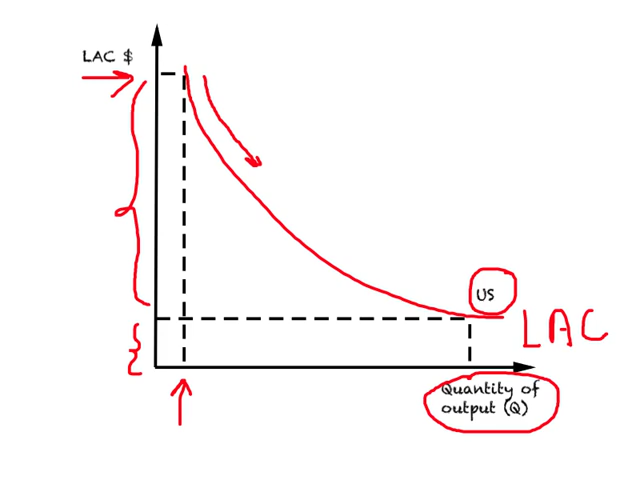 LAC $
US
LAC
Quantity of
output (Q)